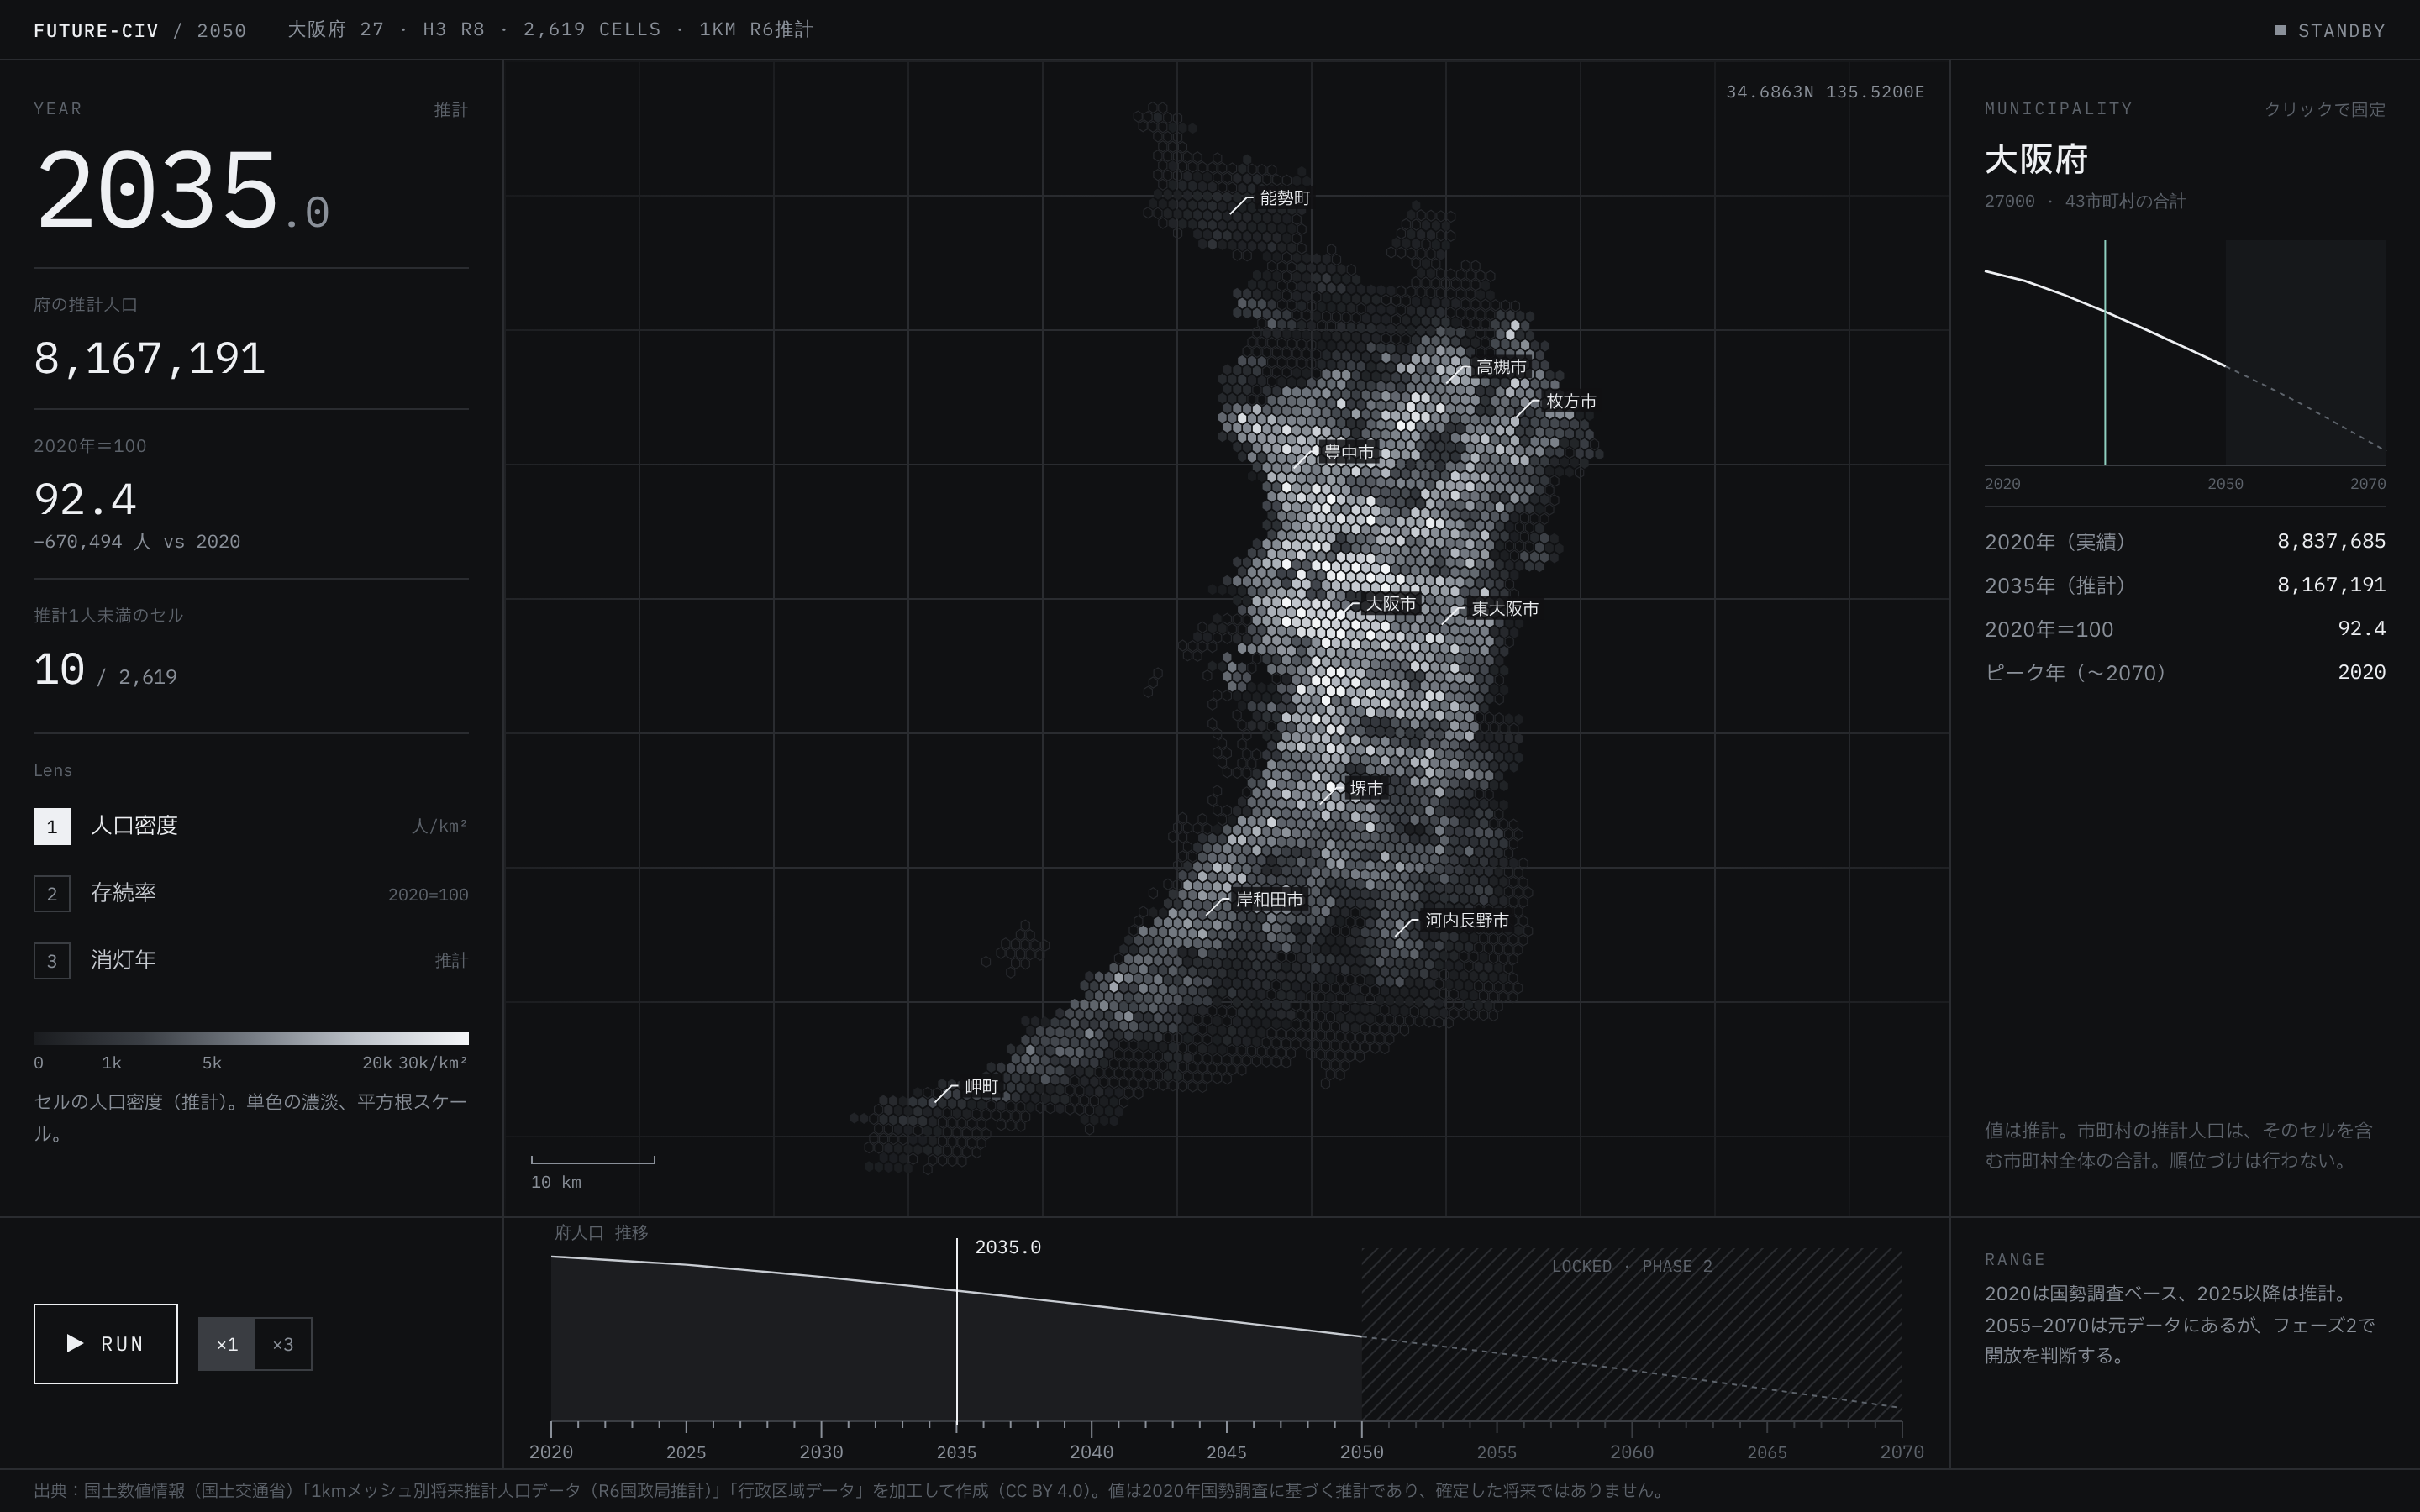 FUTURE-CIV / 2050
大阪府 27 · H3 R8 · 2,619 CELLS · 1KM R6推計
STANDBY
YEAR
推計
2035.0
府の推計人口
8,167,191
2020年＝100
92.4
−670,494 人 vs 2020
推計1人未満のセル
10 / 2,619
Lens
1 人口密度 人/km²
2 存続率 2020=100
3 消灯年 推計
0 1k 5k 20k 30k/km²
セルの人口密度（推計）。単色の濃淡、平方根スケー
ル。
34.6863N 135.5200E
能勢町
高槻市
枚方市
豊中市
大阪市
東大阪市
堺市
岸和田市
河内長野市
岬町
10 km
MUNICIPALITY
クリックで固定
大阪府
27000 · 43市町村の合計
2020 2050 2070
2020年（実績） 8,837,685
2035年（推計） 8,167,191
2020年＝100 92.4
ピーク年（〜2070） 2020
値は推計。市町村の推計人口は、そのセルを含
む市町村全体の合計。順位づけは行わない。
▶ RUN
×1 ×3
府人口 推移
2035.0
LOCKED · PHASE 2
2020 2025 2030 2035 2040 2045 2050 2055 2060 2065 2070
RANGE
2020は国勢調査ベース、2025以降は推計。
2055–2070は元データにあるが、フェーズ2で
開放を判断する。
出典：国土数値情報（国土交通省）「1kmメッシュ別将来推計人口データ（R6国政局推計）」「行政区域データ」を加工して作成（CC BY 4.0）。値は2020年国勢調査に基づく推計であり、確定した将来ではありません。